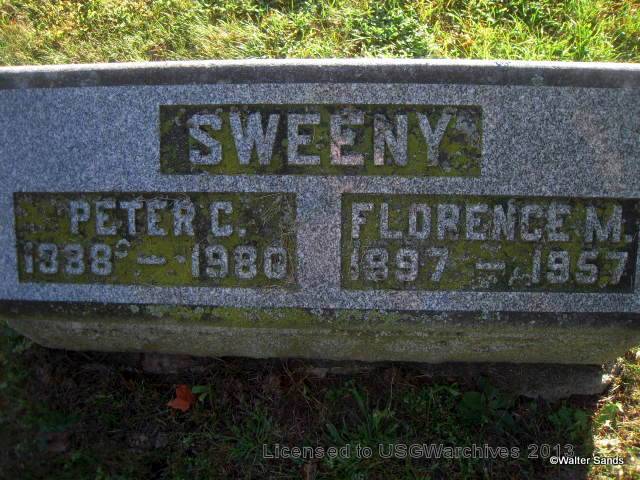 SWEENY
PETER C.
1888 - 1980
FLORENCE M.
1897 - 1957
Licensed to USGWarchives 2013
©Walter Sands